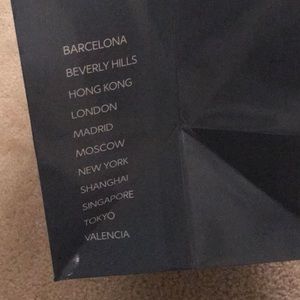 BARCELONA
BEVERLY HILLS
HONG KONG
LONDON
MADRID
MOSCOW
NEW YORK
SHANGHAI
SINGAPORE
TOKYO
VALENCIA